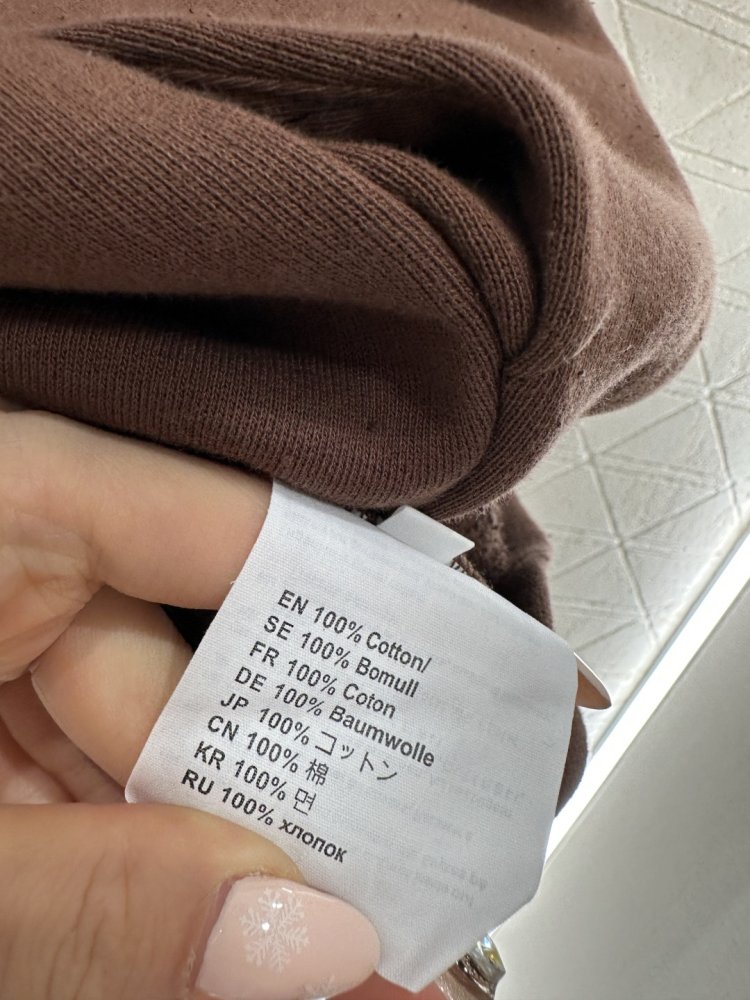 EN 100% Cotton/
SE 100% Bomull
FR 100% Coton
DE 100% Baumwolle
JP 100% コットン
CN 100% 棉
KR 100% 면
RU 100% хлопок